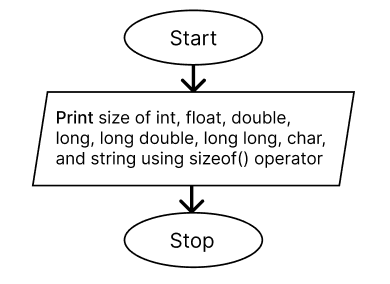 Start
Print size of int, float, double,
long, long double, long long, char,
and string using sizeof() operator
Stop